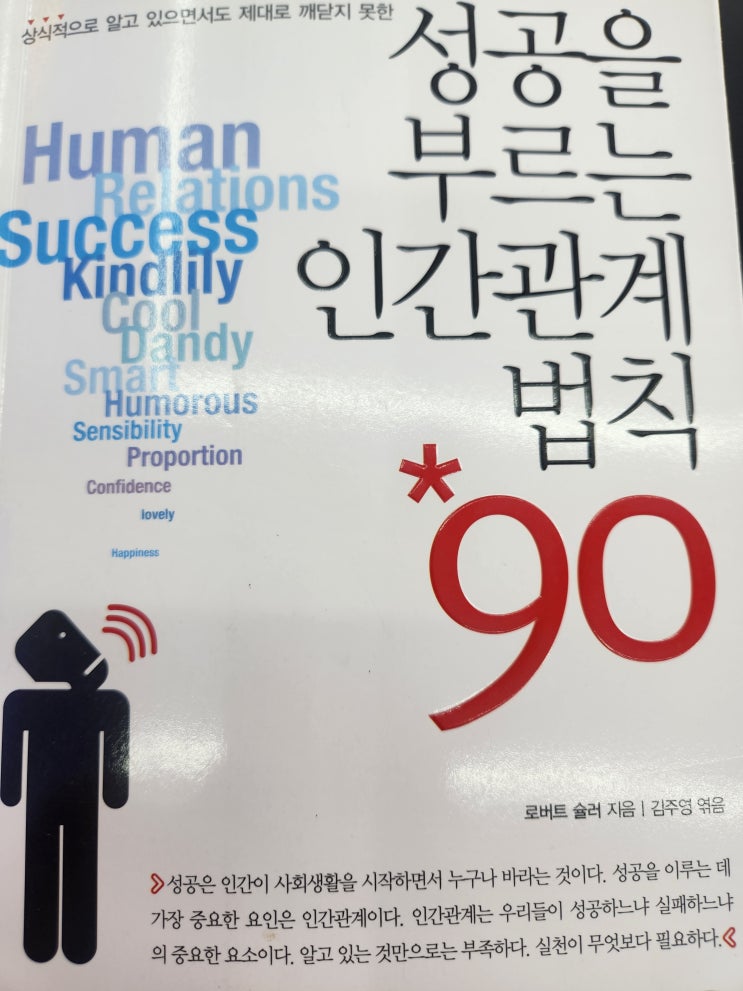 상식적으로 알고 있으면서도 제대로 깨닫지 못한
성공을
부르는
인간관계
법칙
*90
Human
Relations
Success
Kindlily
Cool
Dandy
Smart
Humorous
Sensibility
Proportion
Confidence
lovely
Happiness
로버트 슐러 지음 | 김주영 엮음
성공은 인간이 사회생활을 시작하면서 누구나 바라는 것이다. 성공을 이루는 데
가장 중요한 요인은 인간관계이다. 인간관계는 우리들이 성공하느냐 실패하느냐
의 중요한 요소이다. 알고 있는 것만으로는 부족하다. 실천이 무엇보다 필요하다.